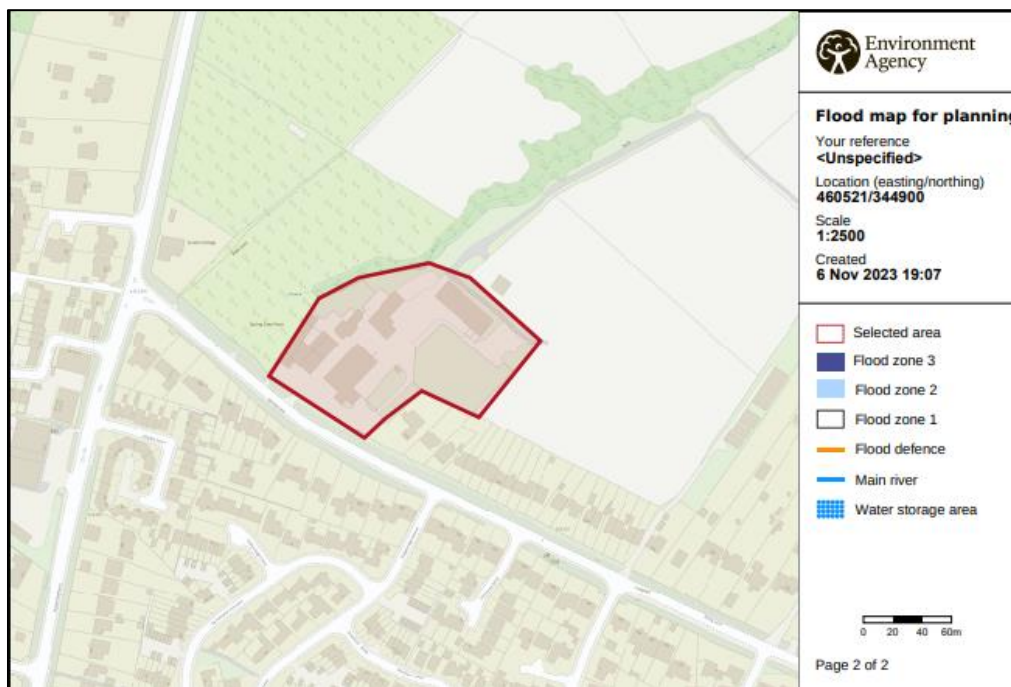 Environment
Agency
Flood map for planning
Your reference
<Unspecified>
Location (easting/northing)
460521/344900
Scale
1:2500
Created
6 Nov 2023 19:07
Selected area
Flood zone 3
Flood zone 2
Flood zone 1
Flood defence
Main river
Water storage area
0 20 40 60m
Page 2 of 2